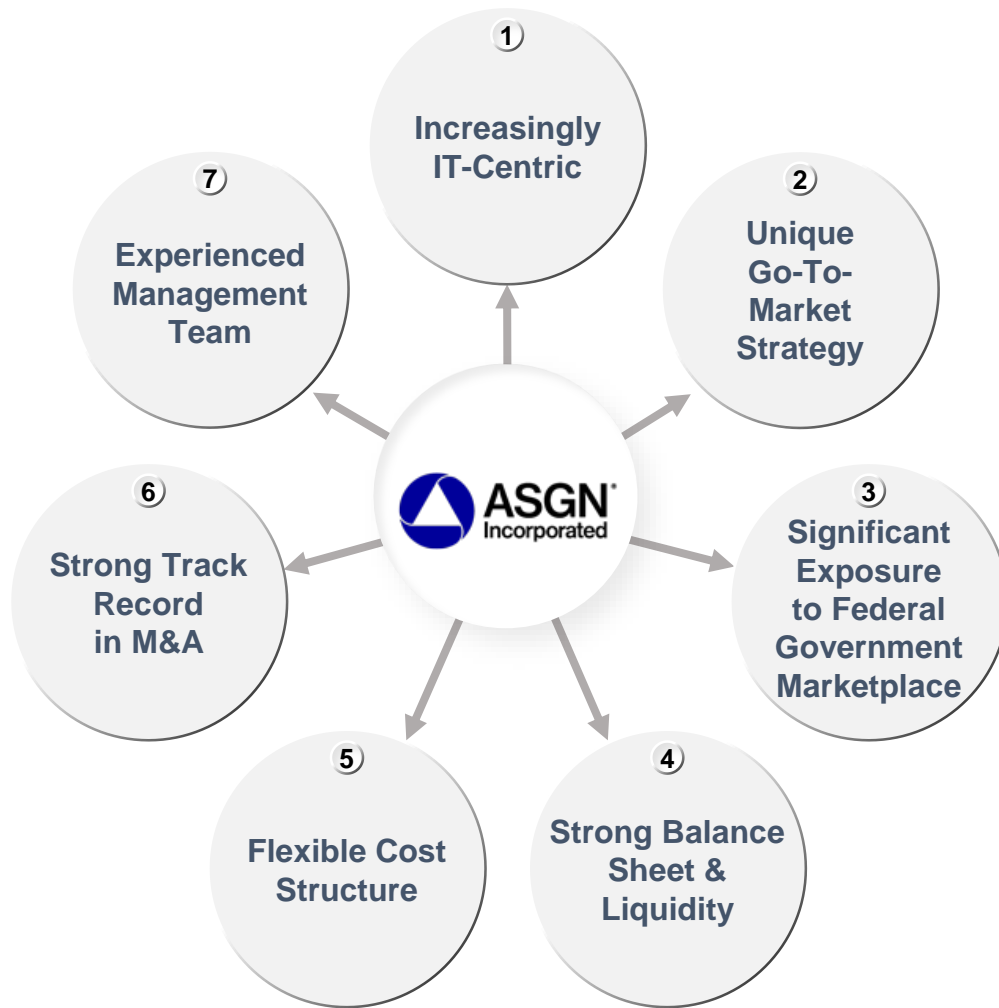 1
Increasingly
IT-Centric
2
Unique
Go-To-
Market
Strategy
3
Significant
Exposure
to Federal
Government
Marketplace
4
Strong Balance
Sheet &
Liquidity
5
Flexible Cost
Structure
6
Strong Track
Record
in M&A
7
Experienced
Management
Team
ASGN®
Incorporated